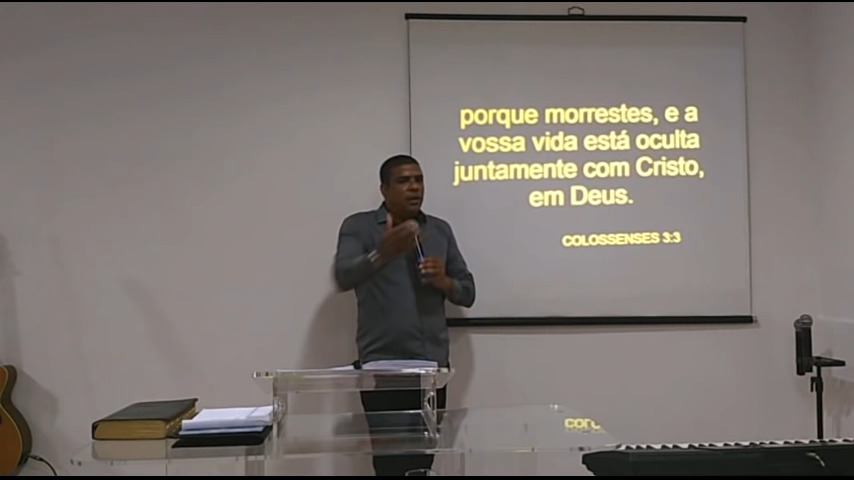 porque morrestes, e a
vossa vida está oculta
juntamente com Cristo,
em Deus.
COLOSSENSES 3:3